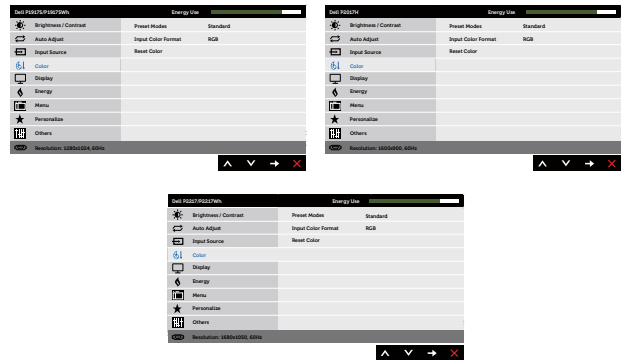 Dell P1917S/P1917SWh Energy Use
Brightness / Contrast Preset Modes Standard
Auto Adjust Input Color Format RGB
Input Source Reset Color
Color
Display
Energy
Menu
Personalize
Others
Resolution: 1280x1024, 60Hz
Dell P2017H Energy Use
Brightness / Contrast Preset Modes Standard
Auto Adjust Input Color Format RGB
Input Source Reset Color
Color
Display
Energy
Menu
Personalize
Others
Resolution: 1600x900, 60Hz
Dell P2217/P2217Wh Energy Use
Brightness / Contrast Preset Modes Standard
Auto Adjust Input Color Format RGB
Input Source Reset Color
Color
Display
Energy
Menu
Personalize
Others
Resolution: 1680x1050, 60Hz